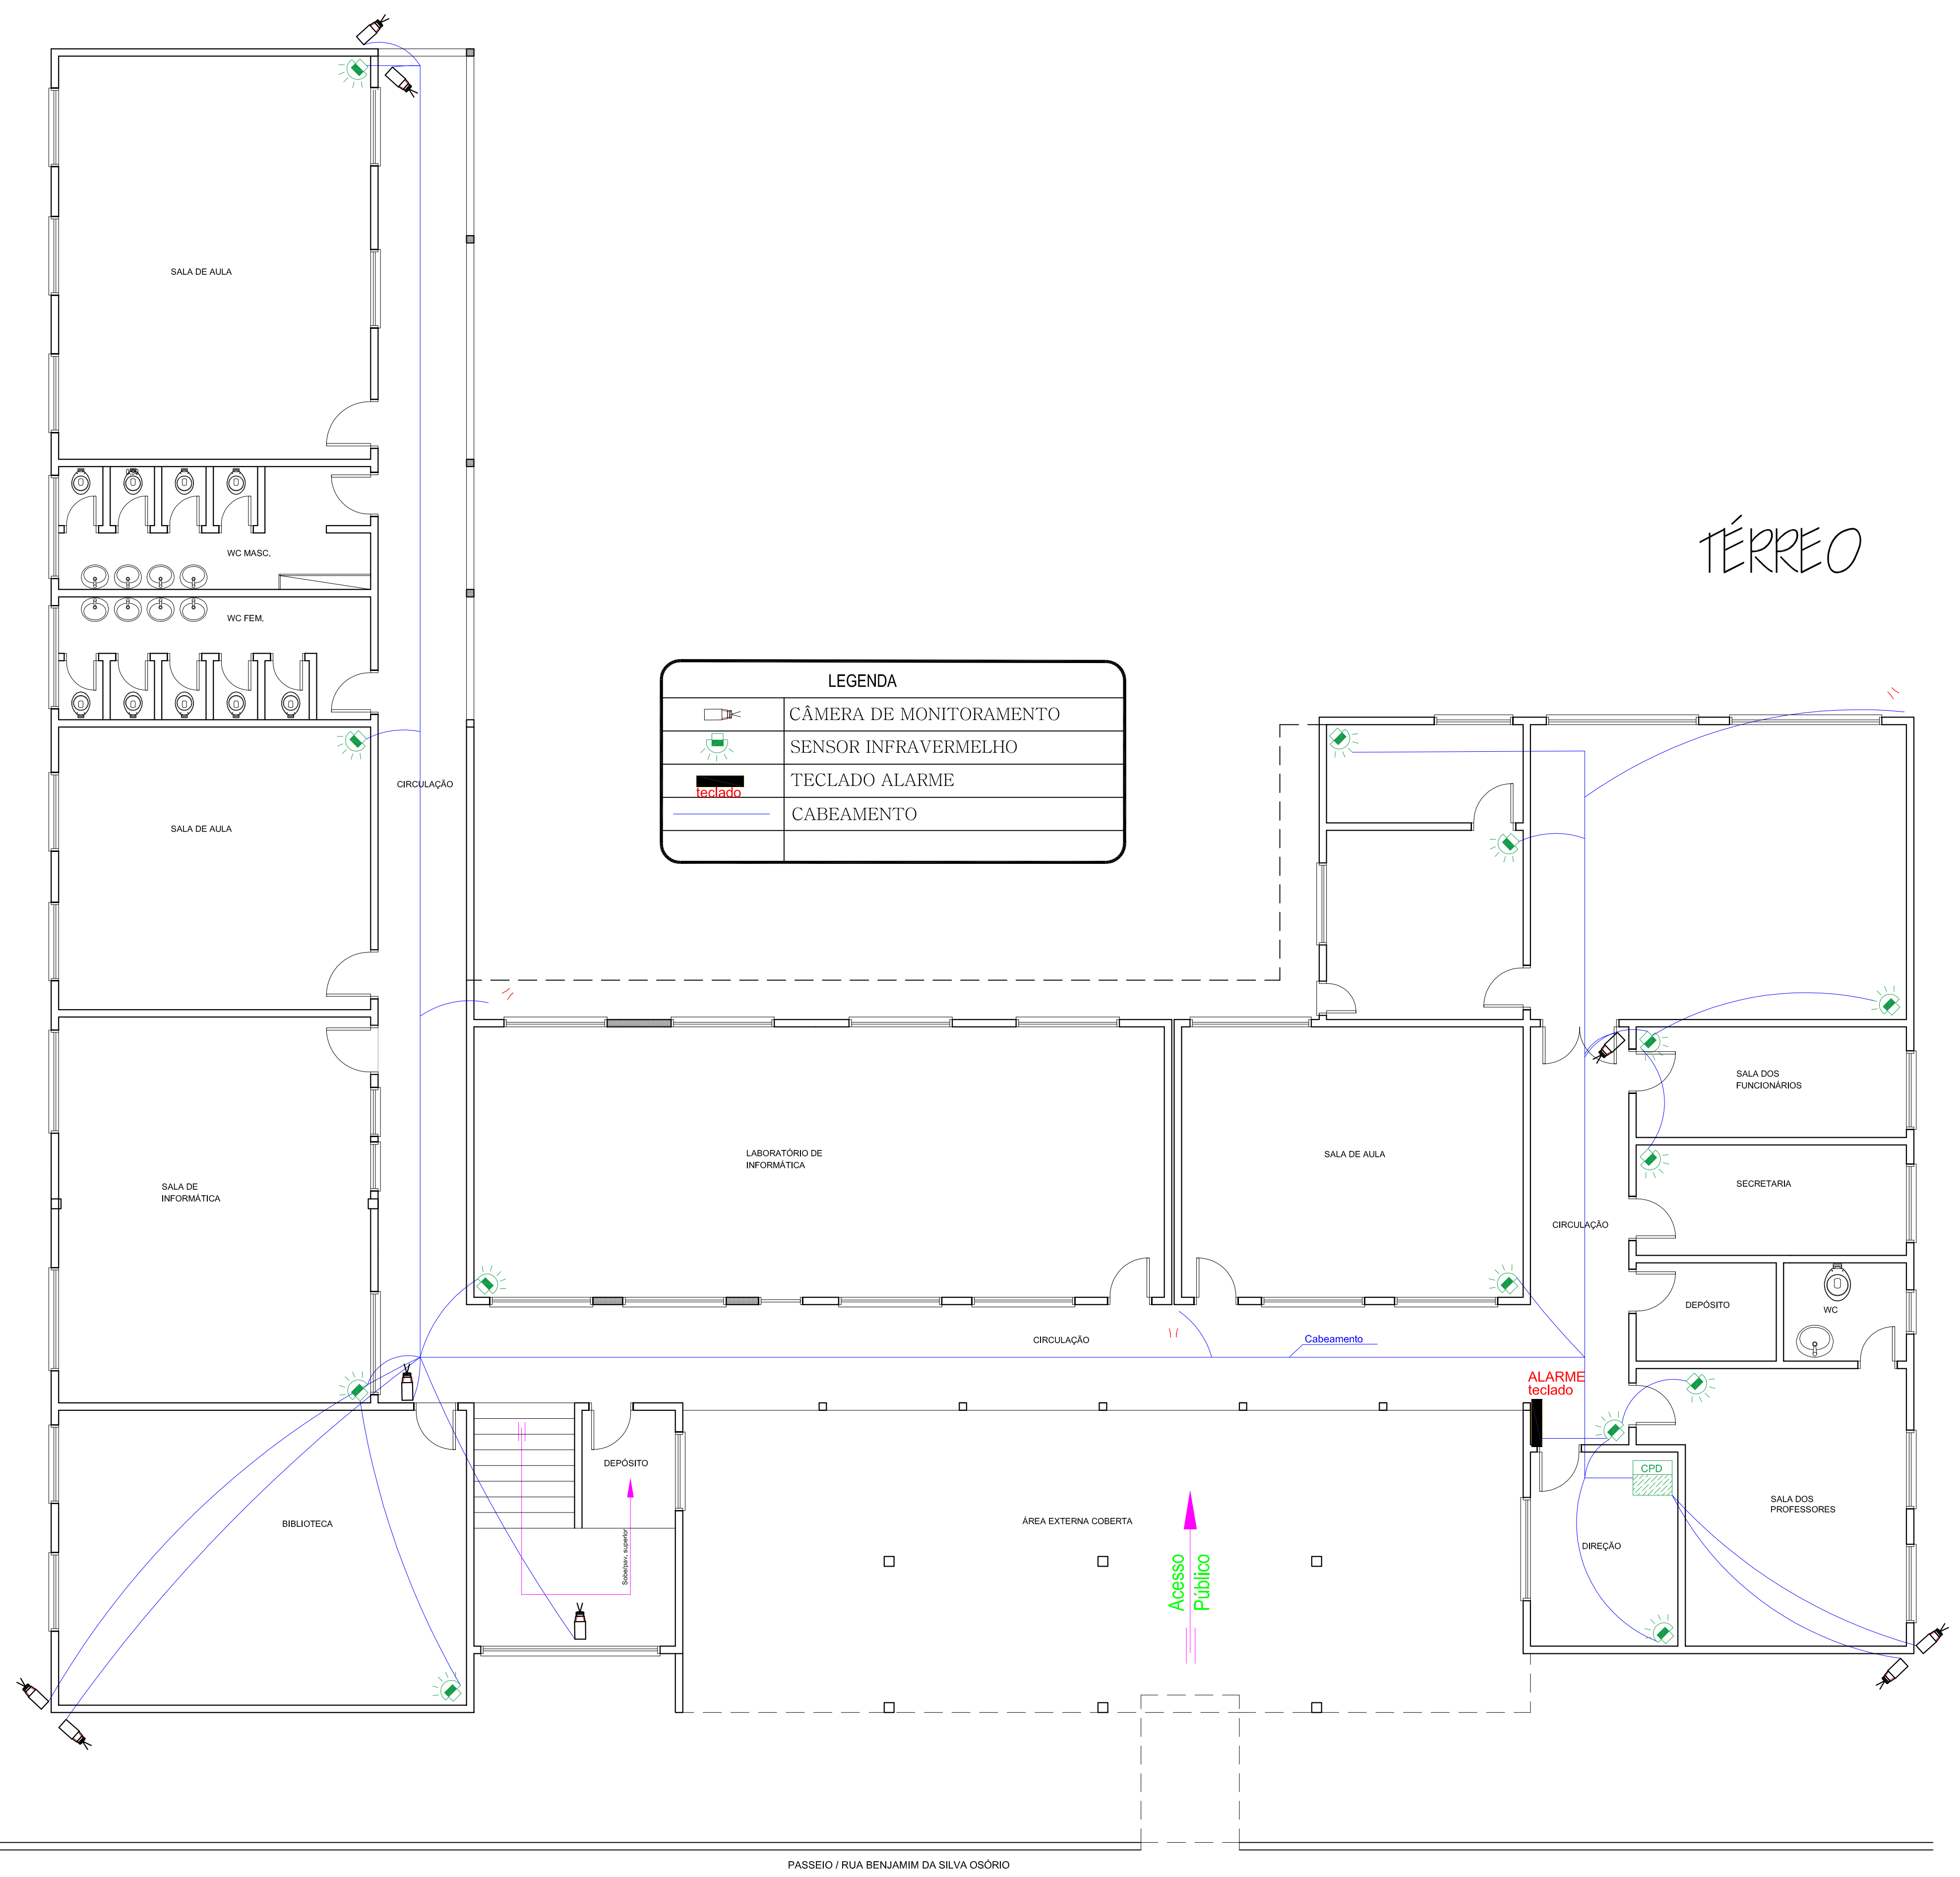 SALA DE AULA
TÉRREO
WC MASC.
WC FEM.
LEGENDA
CÂMERA DE MONITORAMENTO
SENSOR INFRAVERMELHO
TECLADO ALARME
teclado
CABEAMENTO
CIRCULAÇÃO
SALA DE AULA
SALA DOS
FUNCIONÁRIOS
LABORATÓRIO DE
INFORMÁTICA
SALA DE AULA
SALA DE
INFORMÁTICA
SECRETARIA
CIRCULAÇÃO
DEPÓSITO
WC
CIRCULAÇÃO
Cabeamento
ALARME
teclado
DEPÓSITO
CPD
SALA DOS
PROFESSORES
BIBLIOTECA
Sobe/pav. superior
ÁREA EXTERNA COBERTA
DIREÇÃO
Acesso
Público
PASSEIO / RUA BENJAMIM DA SILVA OSÓRIO